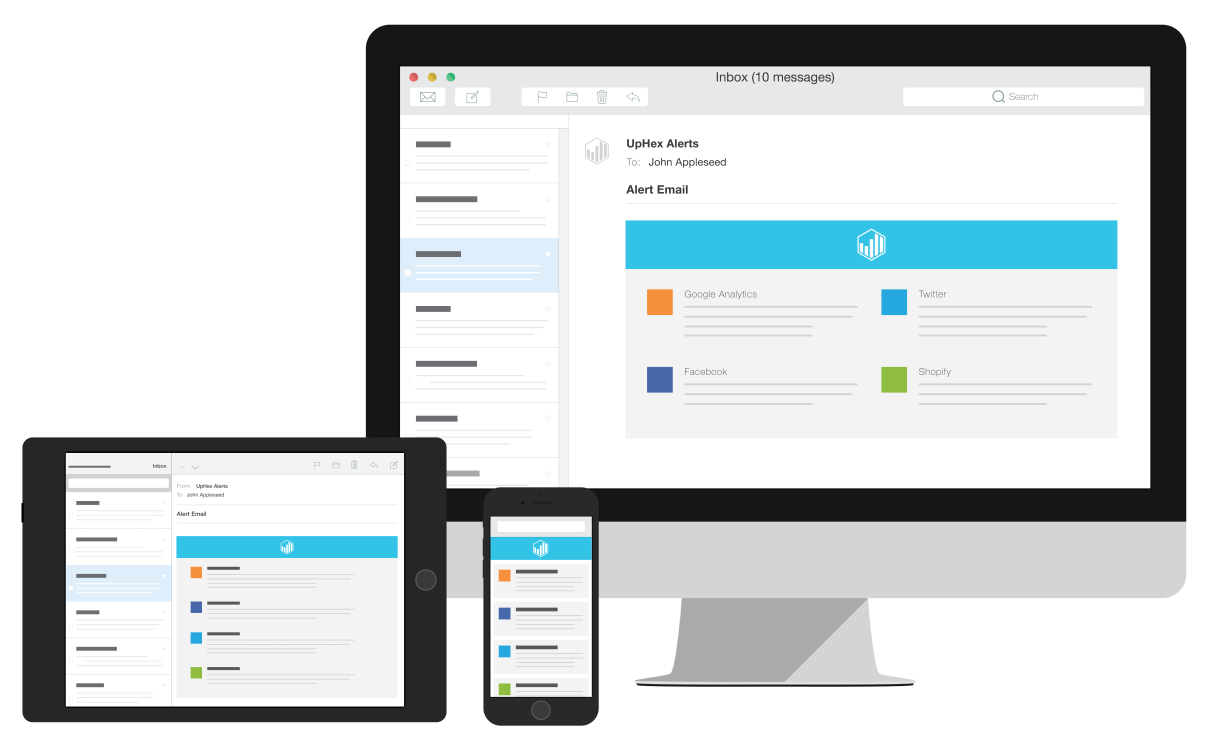 Inbox (10 messages)
Search
UpHex Alerts
To: John Appleseed
Alert Email
Google Analytics
Twitter
Facebook
Shopify
Inbox
From: UpHex Alerts
To: John Appleseed
Alert Email